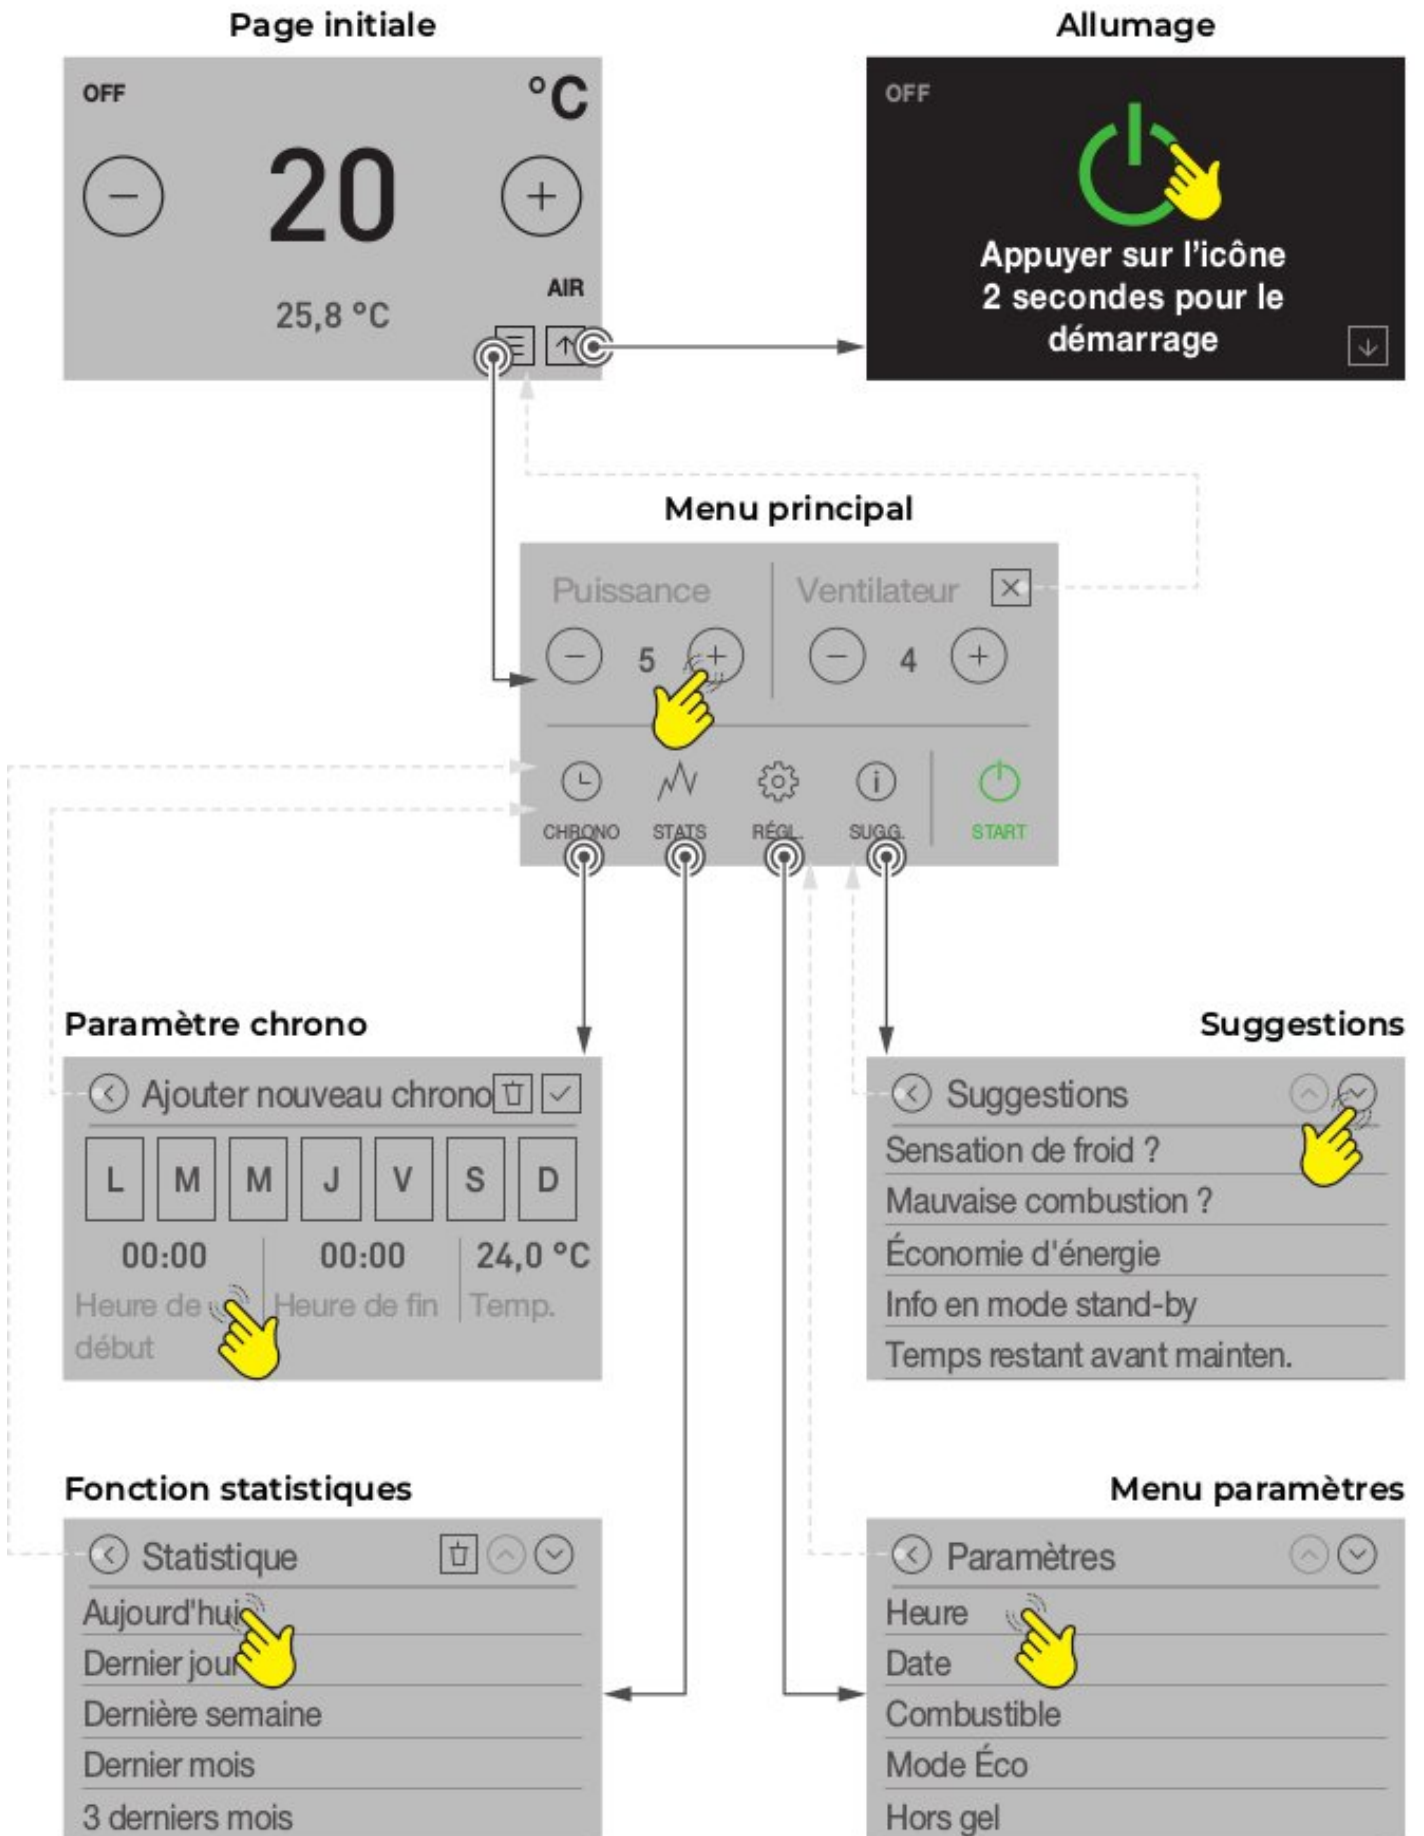 Page initiale
OFF
°C
−
20
+
AIR
25,8 °C
Allumage
OFF
Appuyer sur l'icône
2 secondes pour le
démarrage
Menu principal
Puissance
Ventilateur
− 5 +
− 4 +
CHRONO
STATS
RÉGL.
SUGG.
START
Paramètre chrono
Ajouter nouveau chrono
L M M J V S D
00:00
00:00
24,0 °C
Heure de
début
Heure de fin
Temp.
Suggestions
Suggestions
Sensation de froid ?
Mauvaise combustion ?
Économie d'énergie
Info en mode stand-by
Temps restant avant mainten.
Fonction statistiques
Statistique
Aujourd'hui
Dernier jour
Dernière semaine
Dernier mois
3 derniers mois
Menu paramètres
Paramètres
Heure
Date
Combustible
Mode Éco
Hors gel